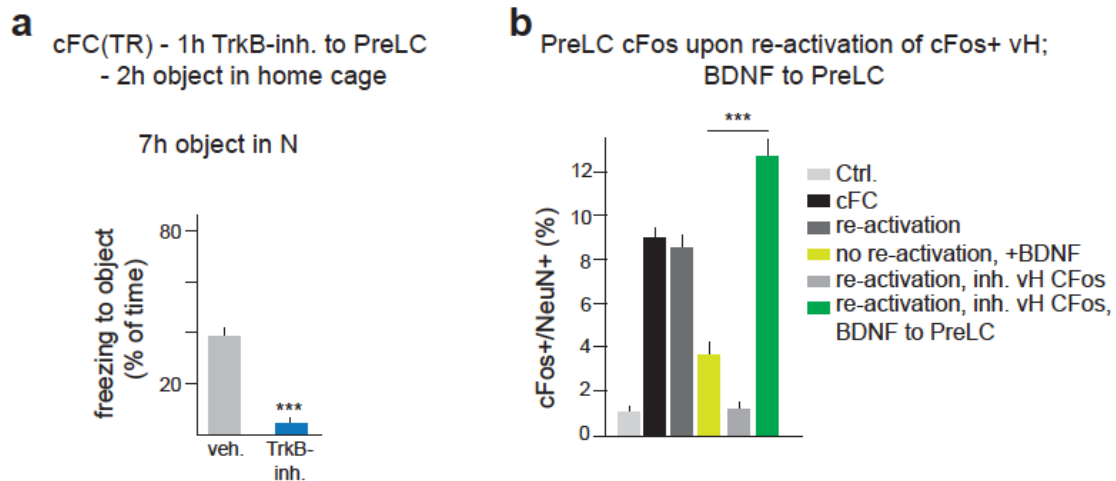 a
cFC(TR) - 1h TrkB-inh. to PreLC
- 2h object in home cage
7h object in N
freezing to object
(% of time)
80
20
veh.
***
TrkB-
inh.
b
PreLC cFos upon re-activation of cFos+ vH;
BDNF to PreLC
cFos+/NeuN+ (%)
12
10
8
6
4
2
0
***
Ctrl.
cFC
re-activation
no re-activation, +BDNF
re-activation, inh. vH CFos
re-activation, inh. vH CFos,
BDNF to PreLC